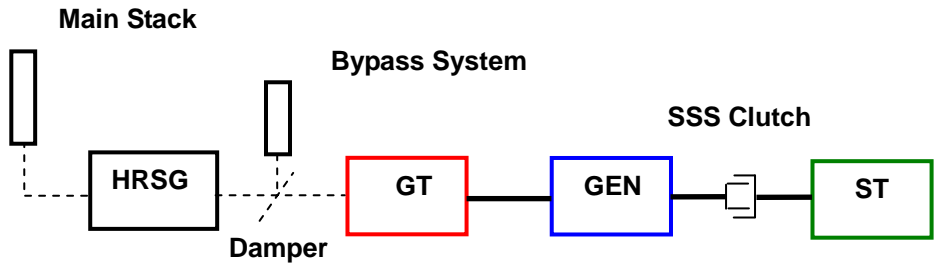 Main Stack
Bypass System
SSS Clutch
HRSG
GT
GEN
ST
Damper